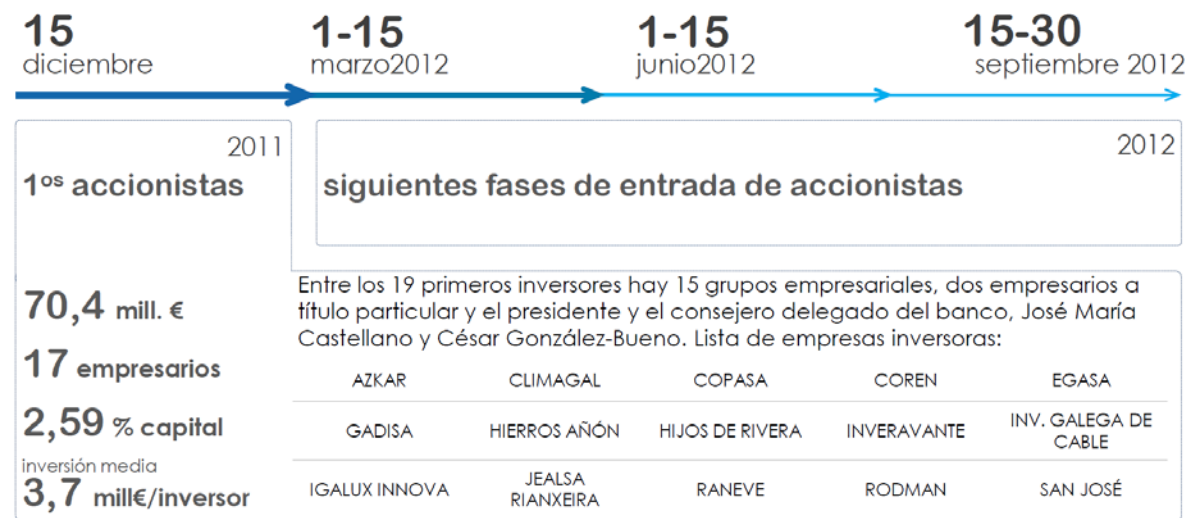 15
diciembre
1-15
marzo2012
1-15
junio2012
15-30
septiembre 2012
2011
1os accionistas
2012
siguientes fases de entrada de accionistas
70,4 mill. €
17 empresarios
2,59 % capital
inversión media
3,7 mill€/inversor
Entre los 19 primeros inversores hay 15 grupos empresariales, dos empresarios a
título particular y el presidente y el consejero delegado del banco, José María
Castellano y César González-Bueno. Lista de empresas inversoras:
AZKAR CLIMAGAL COPASA COREN EGASA
GADISA HIERROS AÑÓN HIJOS DE RIVERA INVERAVANTE INV. GALEGA DE
CABLE
IGALUX INNOVA JEALSA
RIANXEIRA RANEVE RODMAN SAN JOSÉ